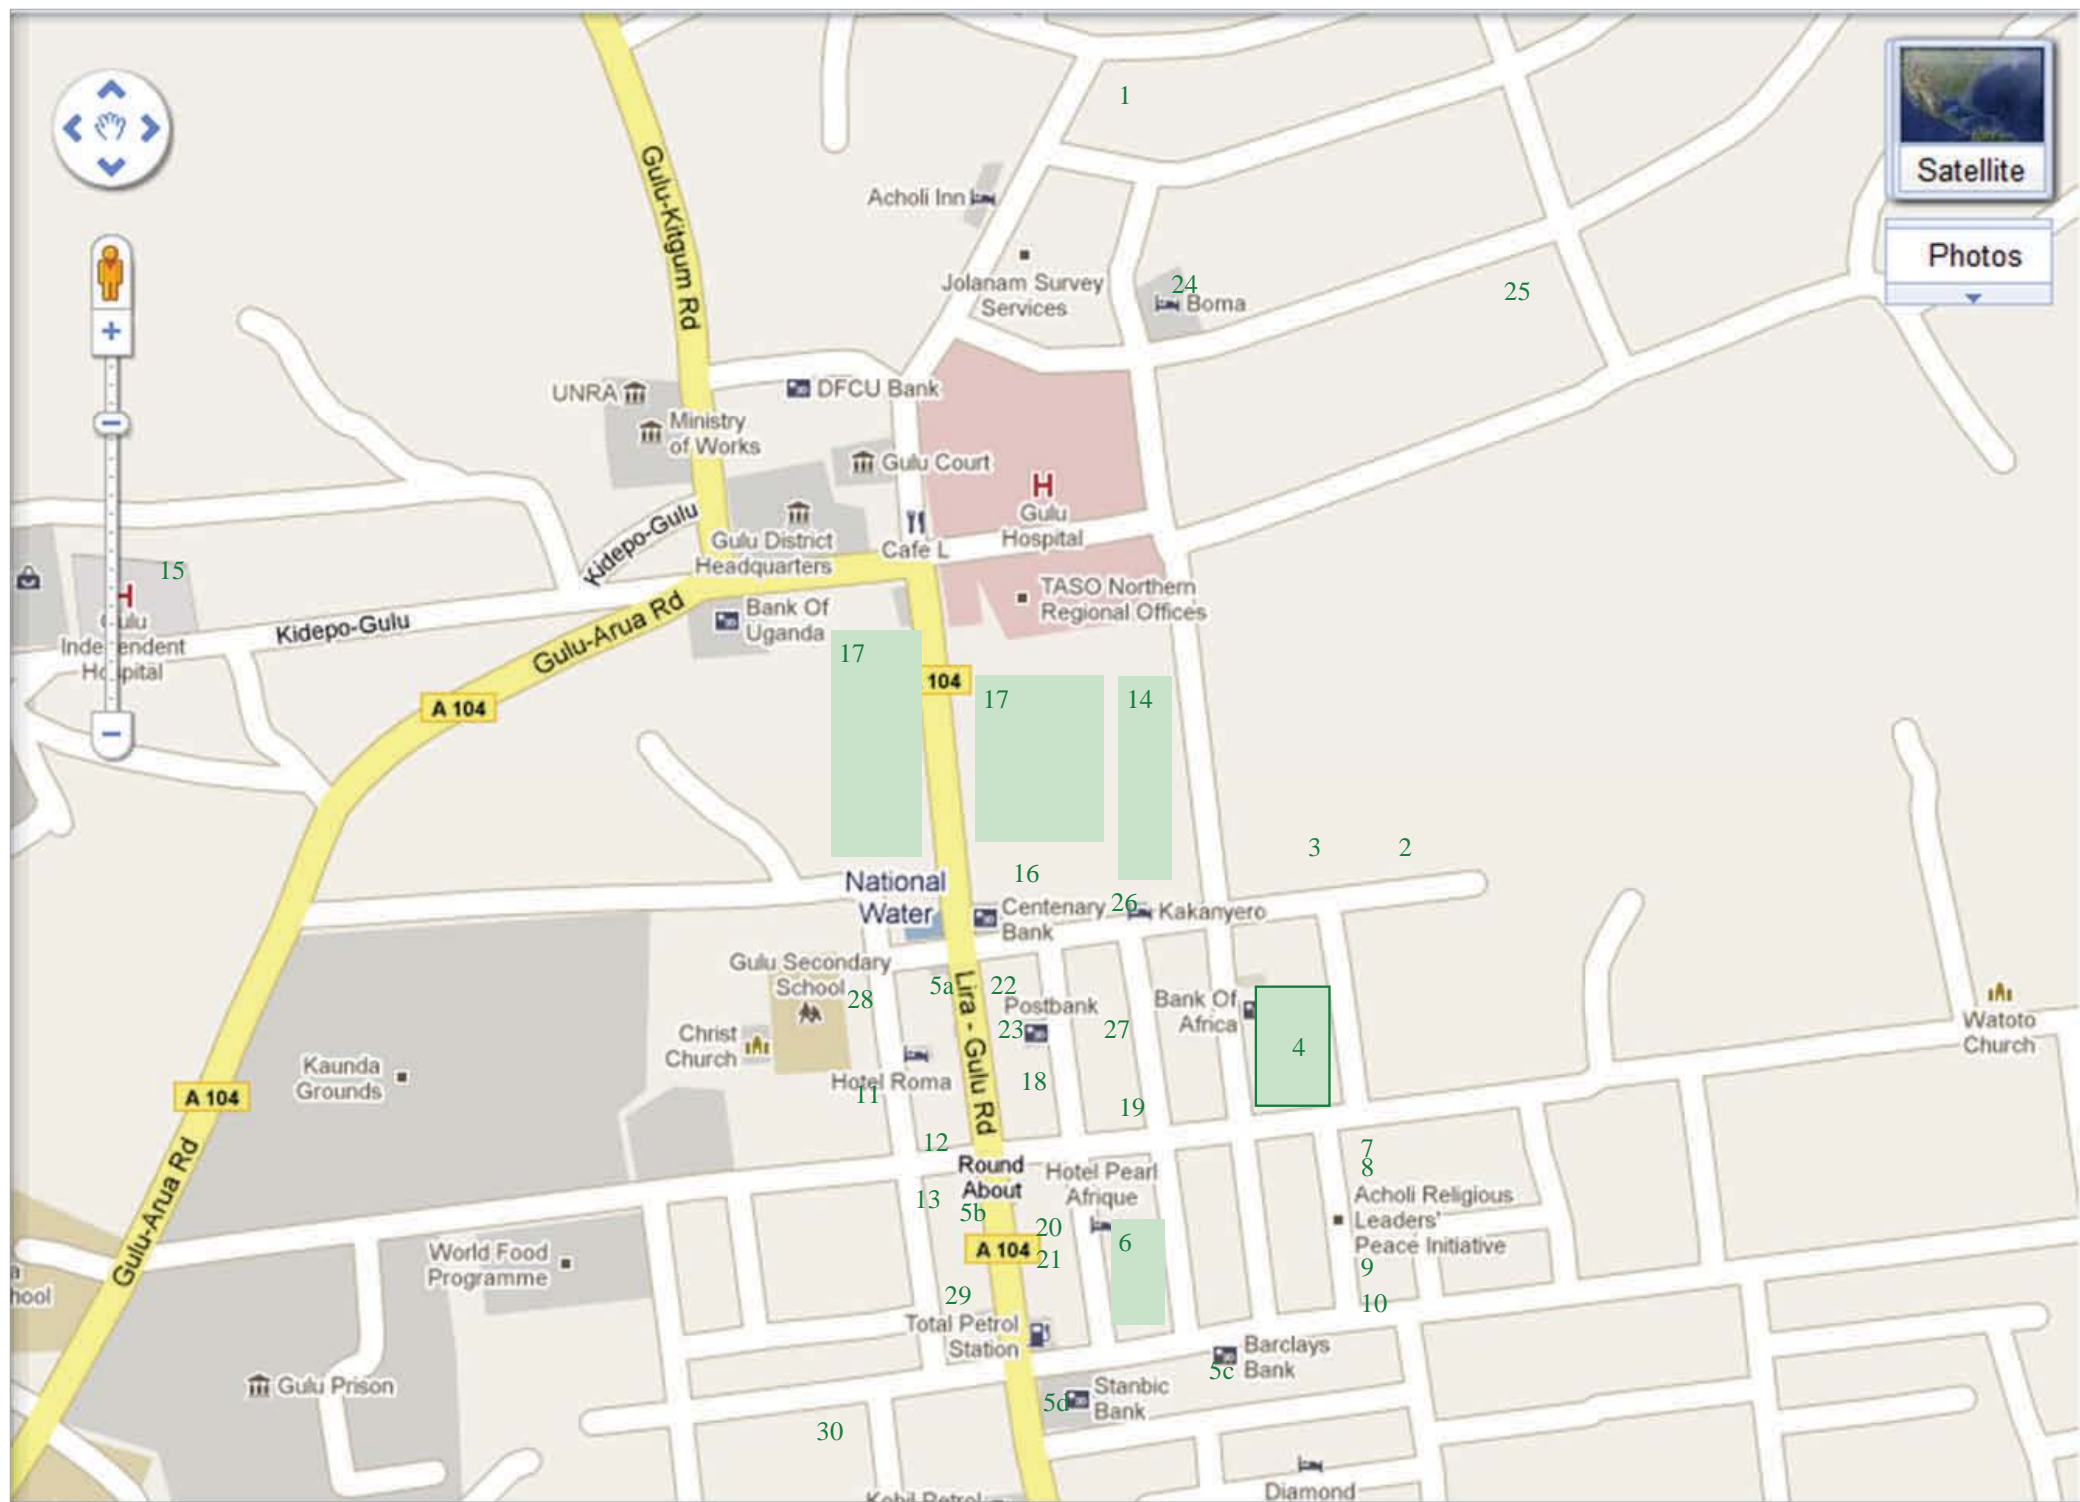 1
Satellite
Gulu-Kitgum Rd
Acholi Inn
Photos
Jolanam Survey
Services
24
Boma
25
UNRA
DFCU Bank
Ministry
of Works
Gulu Court
H
Gulu
Hospital
Kidepo-Gulu
Gulu District
Headquarters
Cafe L
15
H
Gulu
Independent
Hospital
Kidepo-Gulu
Gulu-Arua Rd
Bank Of
Uganda
TASO Northern
Regional Offices
17
104
17
14
A 104
3
2
16
National
Water
Centenary
Bank
26
Kakanyero
Gulu Secondary
School
28
5a
22
Postbank
23
27
Bank Of
Africa
4
Lira - Gulu Rd
Christ
Church
Hotel Roma
11
18
19
Kaunda
Grounds
A 104
Watoto
Church
12
Round
About
Hotel Pearl
Afrique
7
8
Acholi Religious
Leaders'
Peace Initiative
13
5b
20
A 104
21
6
9
10
Gulu-Arua Rd
World Food
Programme
a
hool
29
Total Petrol
Station
Barclays
Bank
5c
Gulu Prison
Stanbic
Bank
5d
30
Diamond
Kobil Petrol